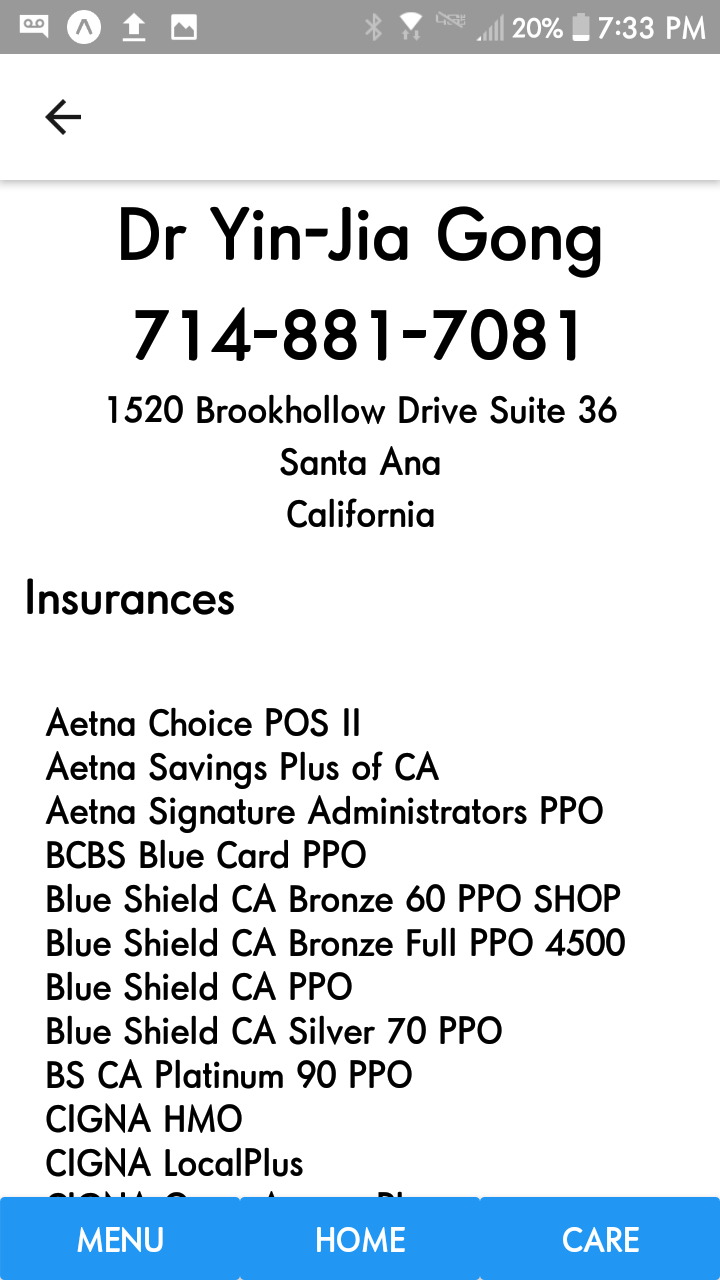 20% 7:33 PM
Dr Yin-Jia Gong
714-881-7081
1520 Brookhollow Drive Suite 36
Santa Ana
California
Insurances
Aetna Choice POS II
Aetna Savings Plus of CA
Aetna Signature Administrators PPO
BCBS Blue Card PPO
Blue Shield CA Bronze 60 PPO SHOP
Blue Shield CA Bronze Full PPO 4500
Blue Shield CA PPO
Blue Shield CA Silver 70 PPO
BS CA Platinum 90 PPO
CIGNA HMO
CIGNA LocalPlus
CIGNA
MENU HOME CARE